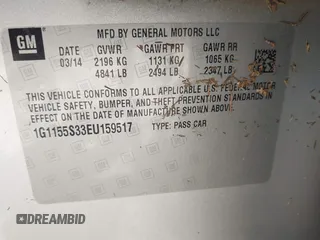 GM
MFD BY GENERAL MOTORS LLC
DATE GVWR GAWR FRT GAWR RR
03/14 2196 KG 1131 KG 1065 KG
4841 LB 2494 LB 2347 LB
THIS VEHICLE CONFORMS TO ALL APPLICABLE U.S. FEDERAL MOTOR
VEHICLE SAFETY, BUMPER, AND THEFT PREVENTION STANDARDS
IN EFFECT ON THE DATE OF MANUFACTURE SHOWN ABOVE.
1G1155S33EU159517 TYPE: PASS CAR